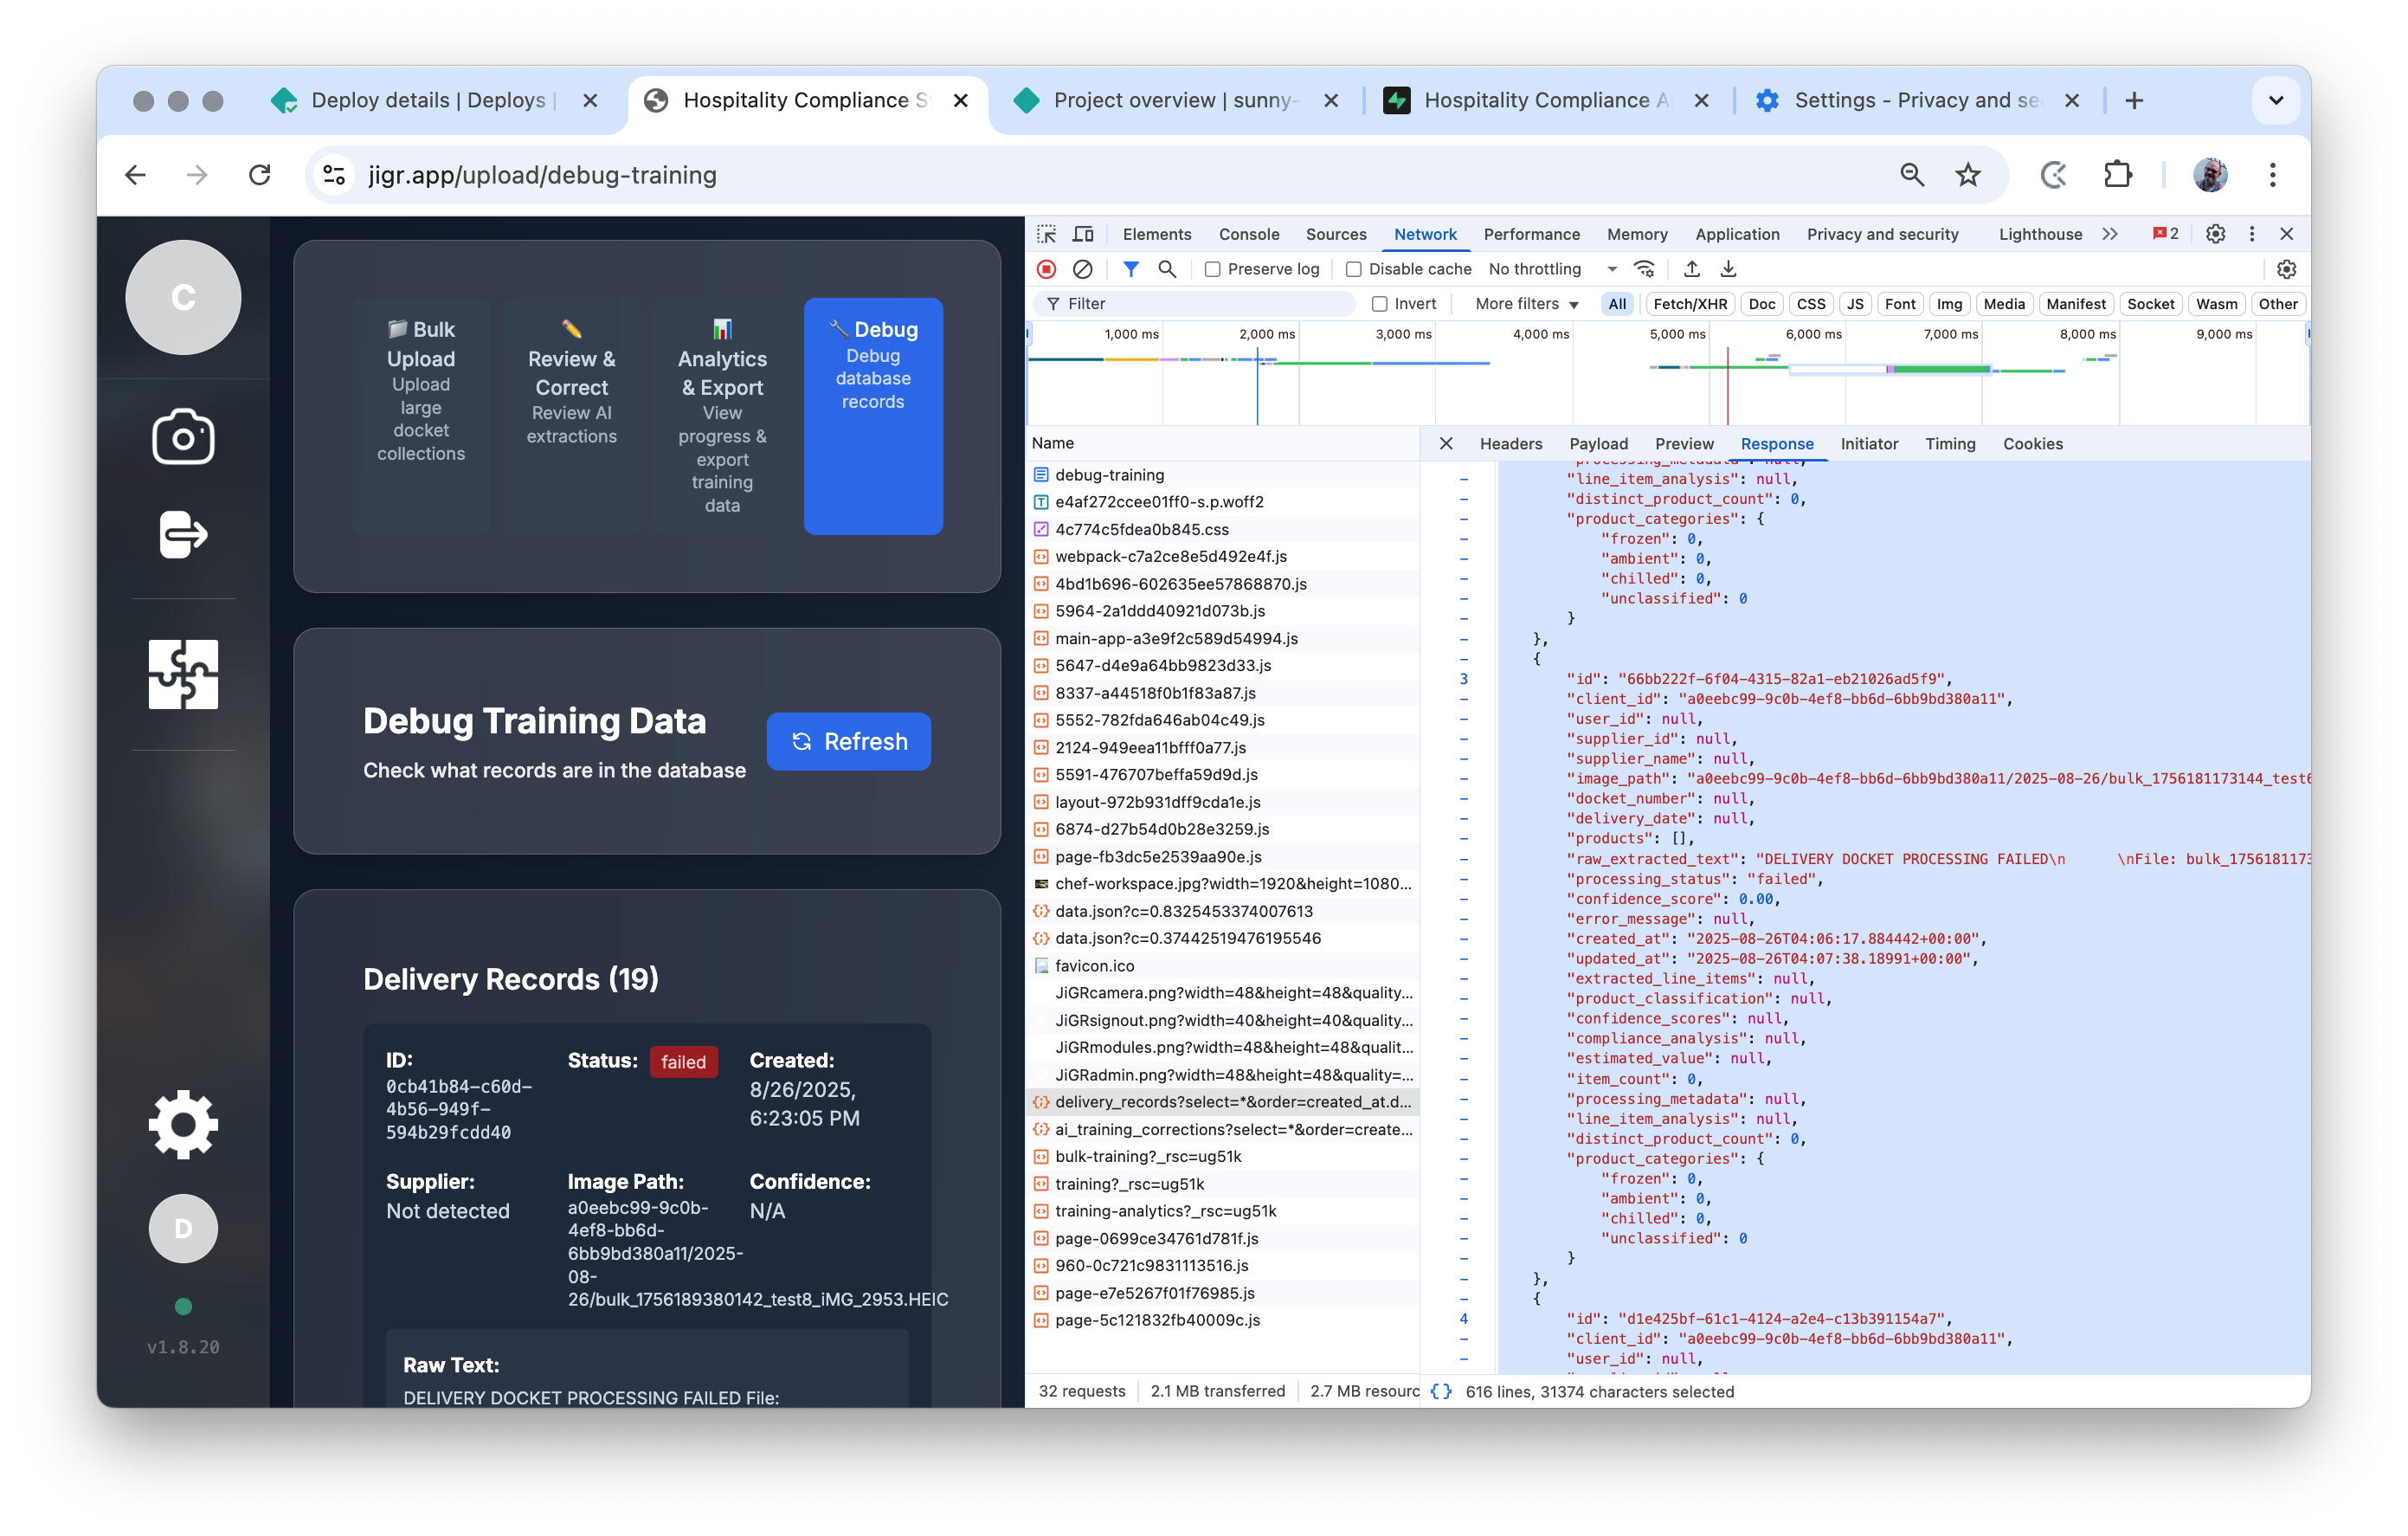 Deploy details | Deploys |
Hospitality Compliance Sy
Project overview | sunny-
Hospitality Compliance A
Settings - Privacy and se
jigr.app/upload/debug-training
C
Bulk Upload
Upload large docket collections
Review & Correct
Review AI extractions
Analytics & Export
View progress & export training data
Debug
Debug database records
Debug Training Data
Check what records are in the database
Refresh
Delivery Records (19)
ID:
0cb41b84-c60d-
4b56-949f-
594b29fcdd40
Status: failed
Created:
8/26/2025,
6:23:05 PM
Supplier:
Not detected
Image Path:
a0eebc99-9c0b-
4ef8-bb6d-
6bb9bd380a11/2025-
08-
26/bulk_1756189380142_test8_iMG_2953.HEIC
Confidence:
N/A
Raw Text:
DELIVERY DOCKET PROCESSING FAILED File:
D
v1.8.20
Elements Console Sources Network Performance Memory Application Privacy and security Lighthouse 2
Preserve log Disable cache No throttling
Filter Invert More filters All Fetch/XHR Doc CSS JS Font Img Media Manifest Socket Wasm Other
1,000 ms 2,000 ms 3,000 ms 4,000 ms 5,000 ms 6,000 ms 7,000 ms 8,000 ms 9,000 ms
Name
debug-training
e4af272ccee01ff0-s.p.woff2
4c774c5fdea0b845.css
webpack-c7a2ce8e5d492e4f.js
4bd1b696-602635ee57868870.js
5964-2a1ddd40921d073b.js
main-app-a3e9f2c589d54994.js
5647-d4e9a64bb9823d33.js
8337-a44518f0b1f83a87.js
5552-782fda646ab04c49.js
2124-949eea11bfff0a77.js
5591-476707beffa59d9d.js
layout-972b931dff9cda1e.js
6874-d27b54d0b28e3259.js
page-fb3dc5e2539aa90e.js
chef-workspace.jpg?width=1920&height=1080...
data.json?c=0.8325453374007613
data.json?c=0.37442519476195546
favicon.ico
JiGRcamera.png?width=48&height=48&quality...
JiGRsignout.png?width=40&height=40&quality...
JiGRmodules.png?width=48&height=48&qualit...
JiGRadmin.png?width=48&height=48&quality=...
delivery_records?select=*&order=created_at.d...
ai_training_corrections?select=*&order=create...
bulk-training?_rsc=ug51k
training?_rsc=ug51k
training-analytics?_rsc=ug51k
page-0699ce34761d781f.js
960-0c721c9831113516.js
page-e7e5267f01f76985.js
page-5c121832fb40009c.js
32 requests 2.1 MB transferred 2.7 MB resourc
Headers Payload Preview Response Initiator Timing Cookies
"processing_metadata": null,
"line_item_analysis": null,
"distinct_product_count": 0,
"product_categories": {
"frozen": 0,
"ambient": 0,
"chilled": 0,
"unclassified": 0
}
},
{
3 "id": "66bb222f-6f04-4315-82a1-eb21026ad5f9",
"client_id": "a0eebc99-9c0b-4ef8-bb6d-6bb9bd380a11",
"user_id": null,
"supplier_id": null,
"supplier_name": null,
"image_path": "a0eebc99-9c0b-4ef8-bb6d-6bb9bd380a11/2025-08-26/bulk_1756181173144_test6
"docket_number": null,
"delivery_date": null,
"products": [],
"raw_extracted_text": "DELIVERY DOCKET PROCESSING FAILED\n \nFile: bulk_1756181173
"processing_status": "failed",
"confidence_score": 0.00,
"error_message": null,
"created_at": "2025-08-26T04:06:17.884442+00:00",
"updated_at": "2025-08-26T04:07:38.18991+00:00",
"extracted_line_items": null,
"product_classification": null,
"confidence_scores": null,
"compliance_analysis": null,
"estimated_value": null,
"item_count": 0,
"processing_metadata": null,
"line_item_analysis": null,
"distinct_product_count": 0,
"product_categories": {
"frozen": 0,
"ambient": 0,
"chilled": 0,
"unclassified": 0
}
},
{
4 "id": "d1e425bf-61c1-4124-a2e4-c13b391154a7",
"client_id": "a0eebc99-9c0b-4ef8-bb6d-6bb9bd380a11",
"user_id": null,
{} 616 lines, 31374 characters selected